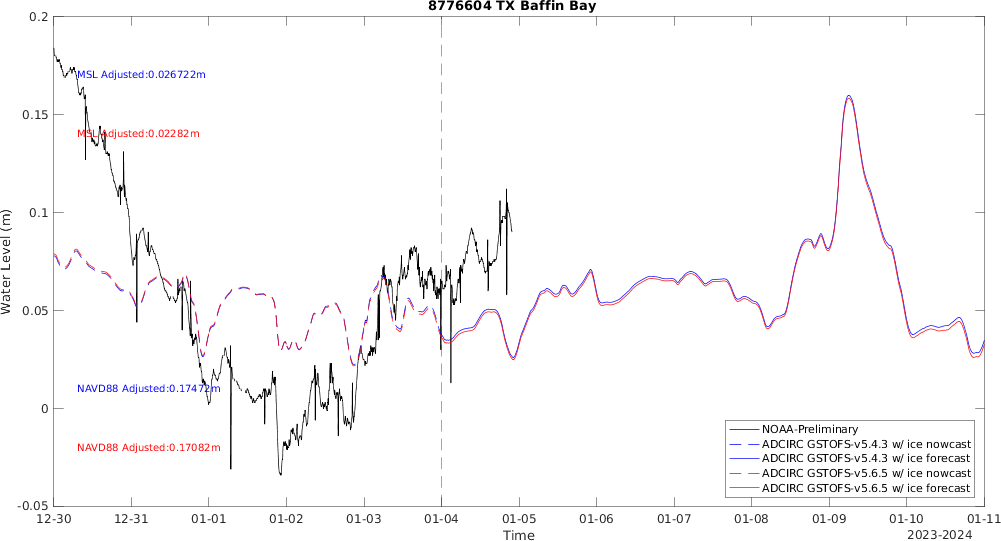 8776604 TX Baffin Bay
Water Level (m)
0.2
0.15
0.1
0.05
0
-0.05
MSL Adjusted:0.026722m
MSL Adjusted:0.02282m
NAVD88 Adjusted:0.17472m
NAVD88 Adjusted:0.17082m
NOAA-Preliminary
ADCIRC GSTOFS-v5.4.3 w/ ice nowcast
ADCIRC GSTOFS-v5.4.3 w/ ice forecast
ADCIRC GSTOFS-v5.6.5 w/ ice nowcast
ADCIRC GSTOFS-v5.6.5 w/ ice forecast
12-30 12-31 01-01 01-02 01-03 01-04 01-05 01-06 01-07 01-08 01-09 01-10 01-11
Time
2023-2024